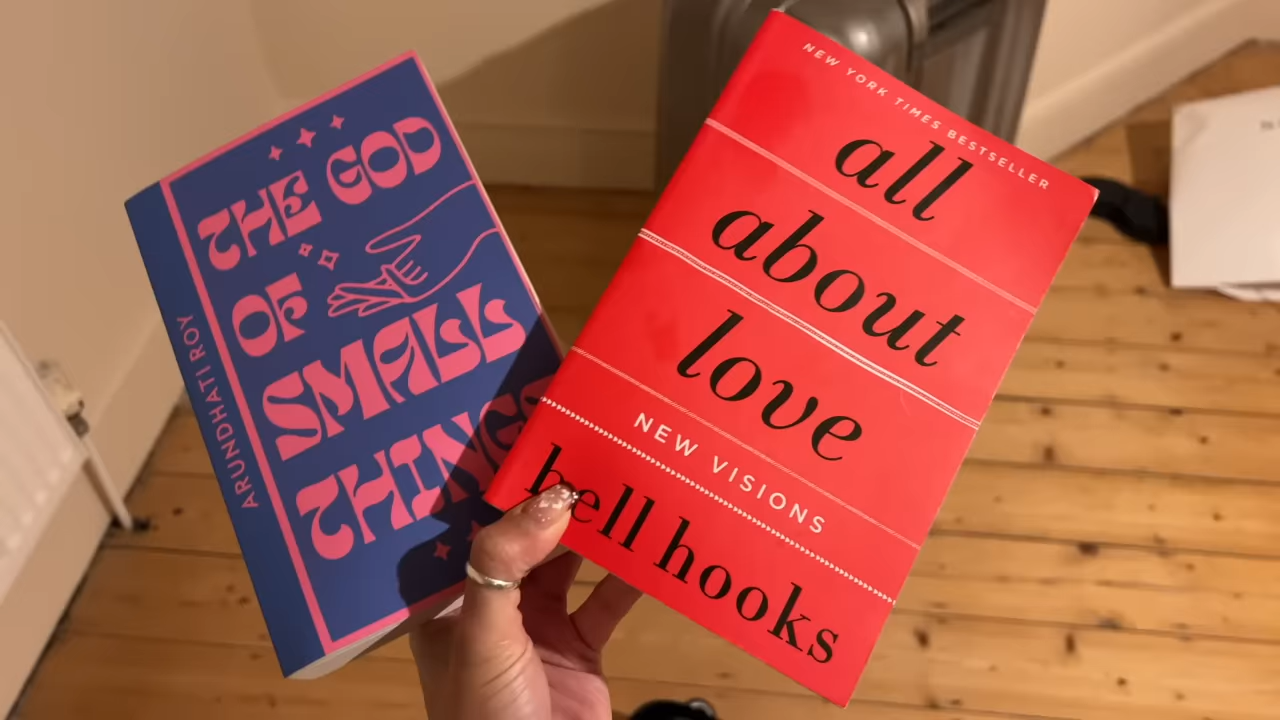 THE GOD
OF
SMALL
THINGS
ARUNDHATI ROY
NEW YORK TIMES BESTSELLER
all
about
love
NEW VISIONS
bell hooks